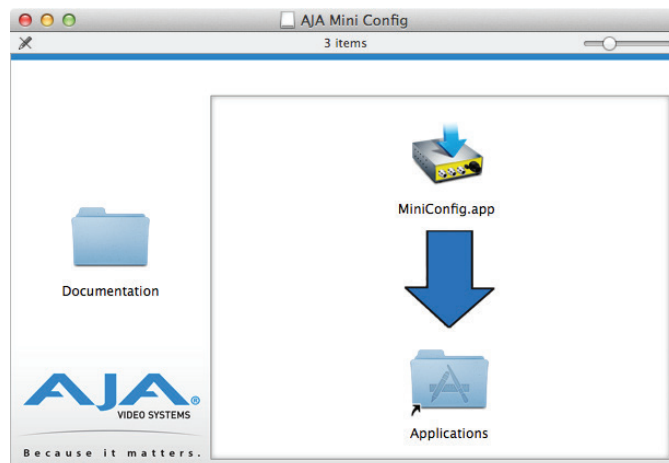 AJA Mini Config
3 items
MiniConfig.app
Documentation
Applications
AJA®
VIDEO SYSTEMS
Because it matters.